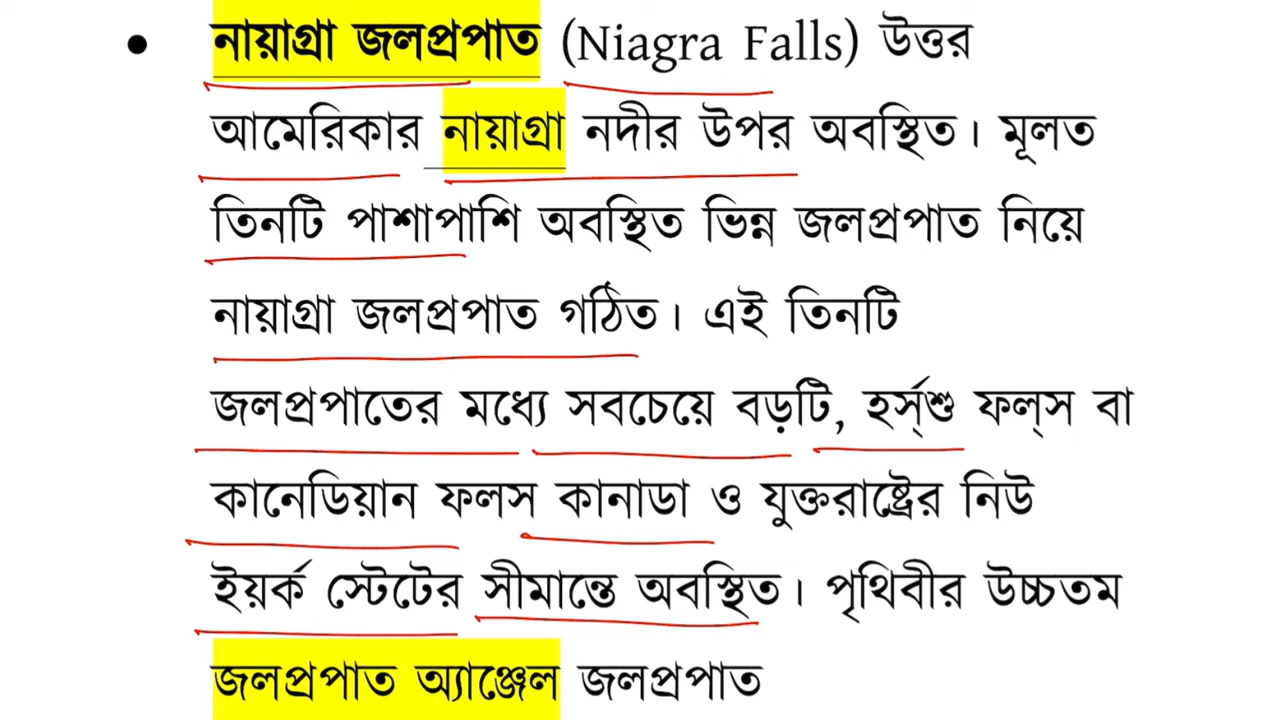 • নায়াগ্রা জলপ্রপাত (Niagra Falls) উত্তর
আমেরিকার নায়াগ্রা নদীর উপর অবস্থিত। মূলত
তিনটি পাশাপাশি অবস্থিত ভিন্ন জলপ্রপাত নিয়ে
নায়াগ্রা জলপ্রপাত গঠিত। এই তিনটি
জলপ্রপাতের মধ্যে সবচেয়ে বড়টি, হর্স্শু ফল্স বা
কানেডিয়ান ফলস কানাডা ও যুক্তরাষ্ট্রের নিউ
ইয়র্ক স্টেটের সীমান্তে অবস্থিত। পৃথিবীর উচ্চতম
জলপ্রপাত অ্যাঞ্জেল জলপ্রপাত